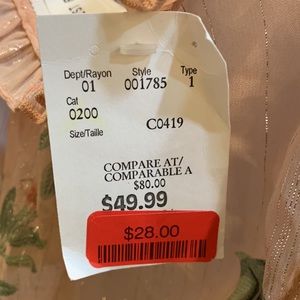 Dept/Rayon Style Type
01 001785 1
Cat
0200
Size/Taille C0419
COMPARE AT/
COMPARABLE A
$80.00
$49.99
$28.00